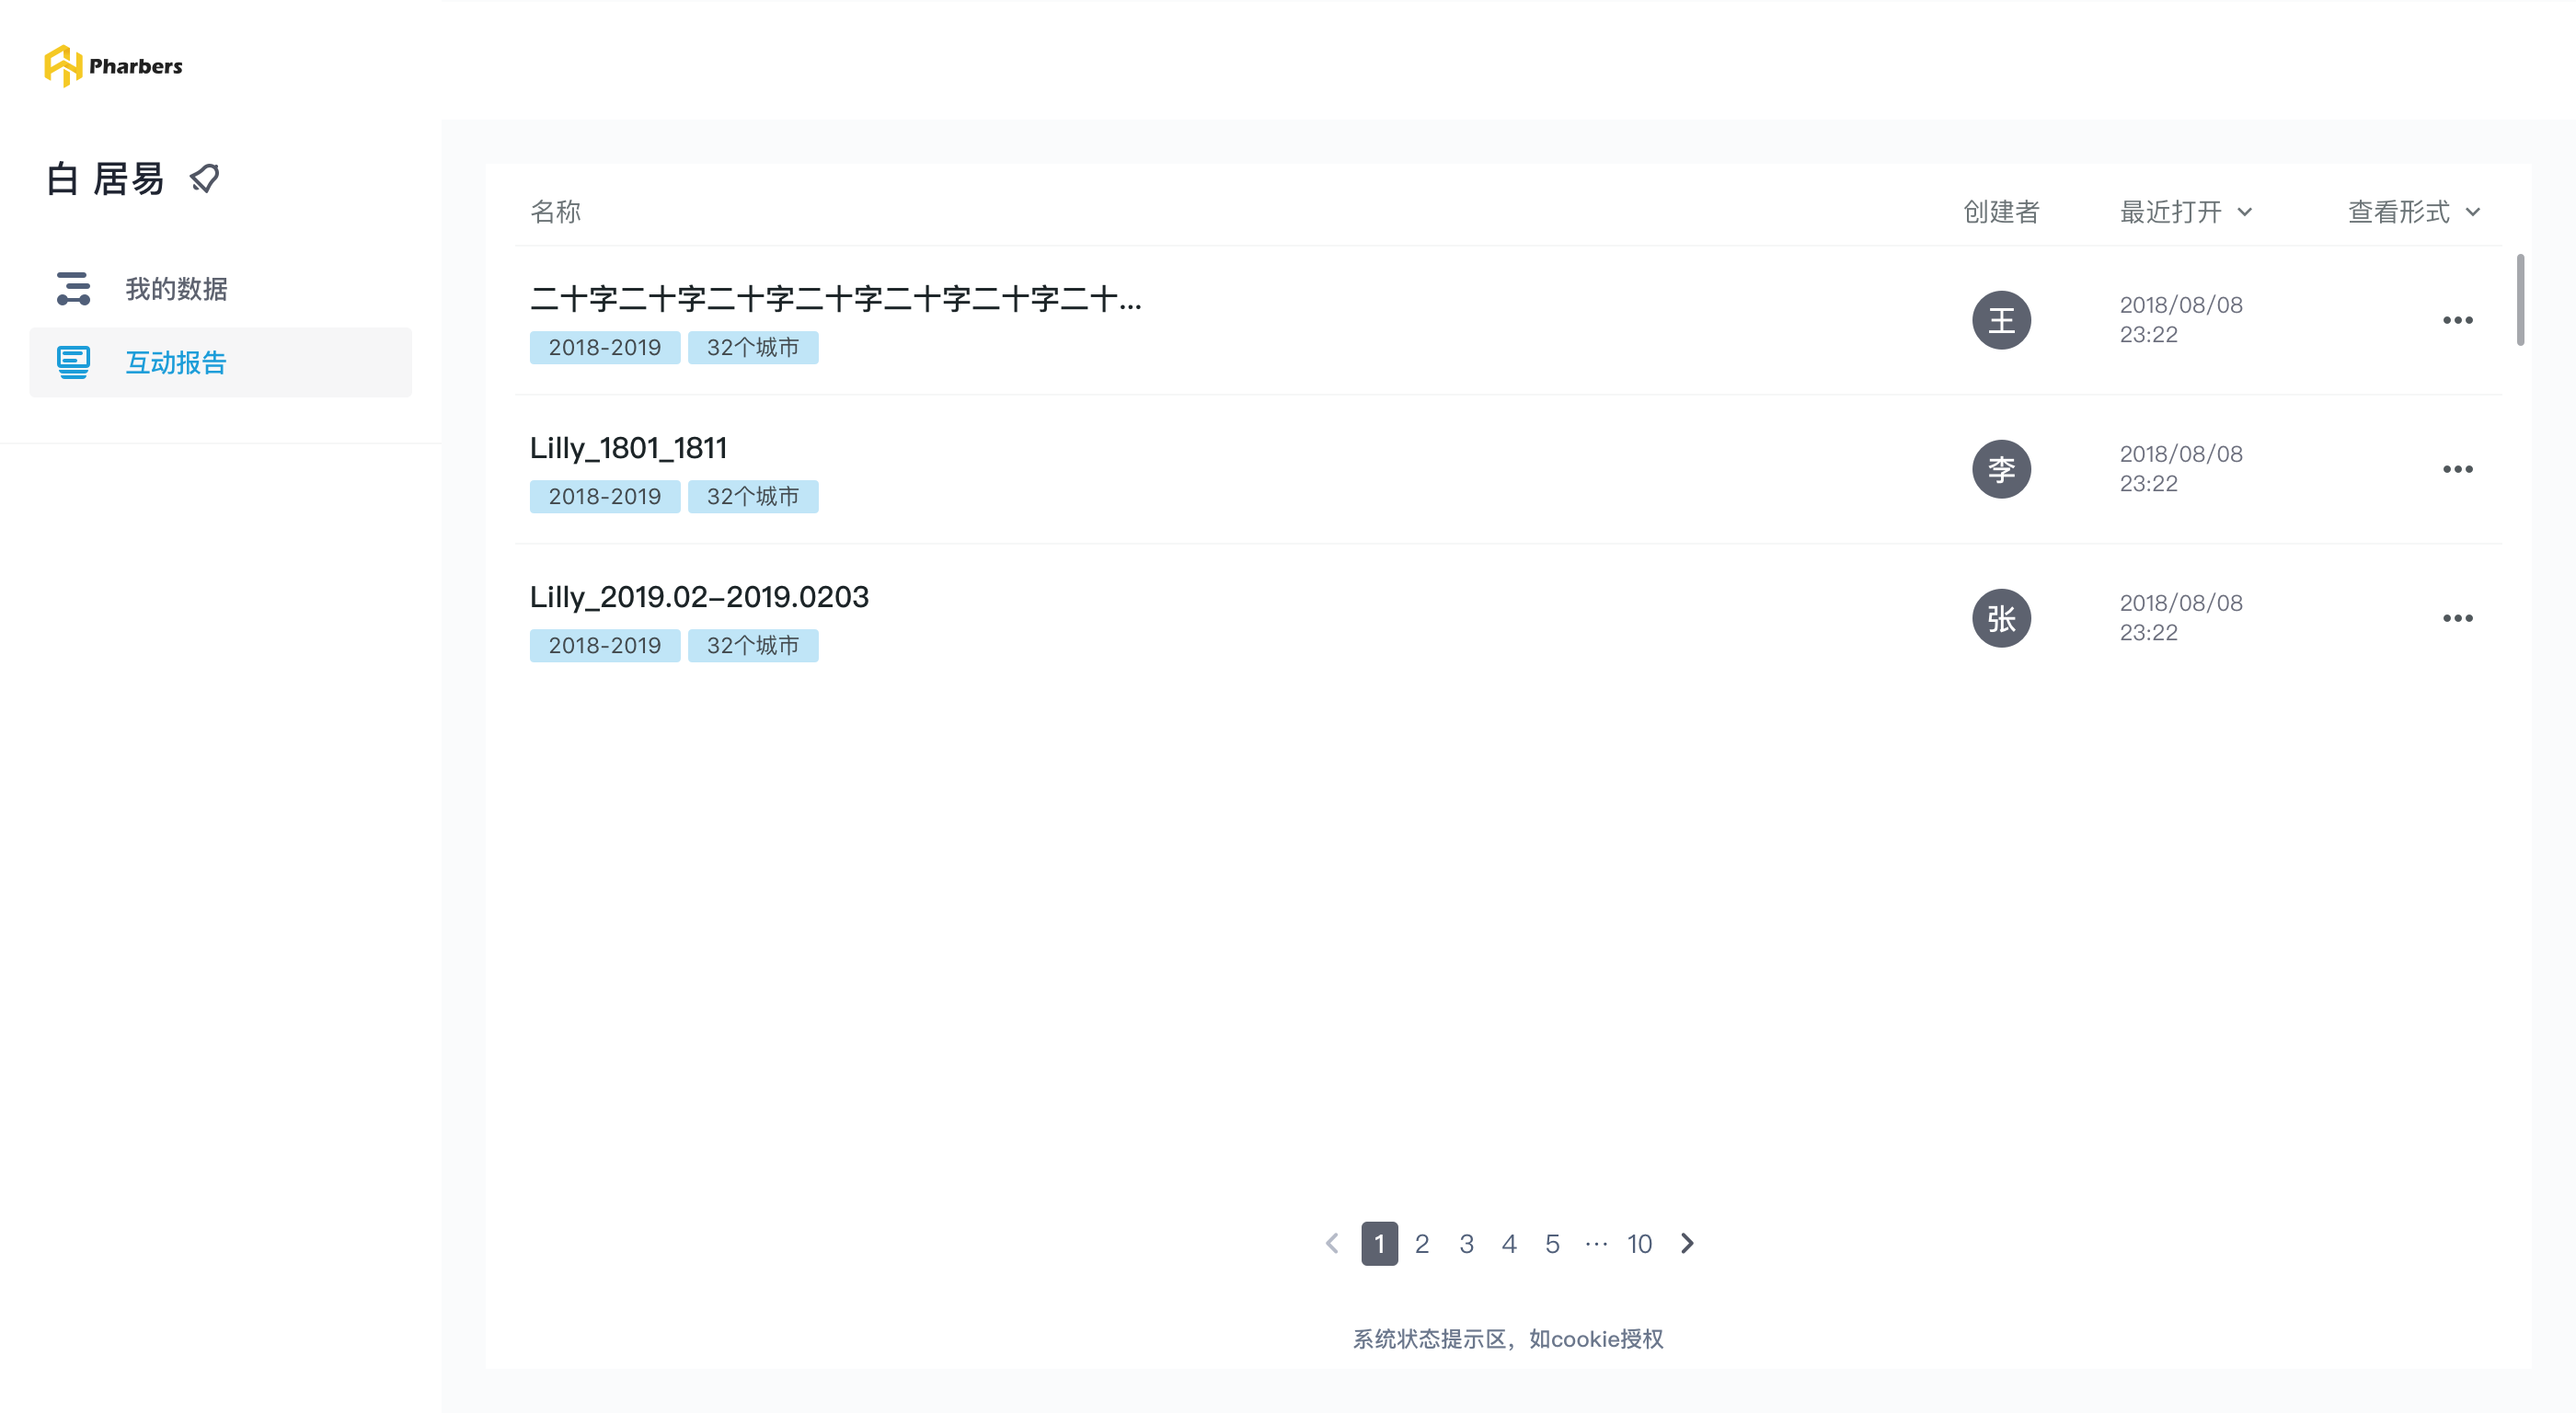 Pharbers
白 居易
我的数据
互动报告
名称 创建者 最近打开 查看形式
二十字二十字二十字二十字二十字二十字二十...
2018-2019 32个城市
王
2018/08/08
23:22
Lilly_1801_1811
2018-2019 32个城市
李
2018/08/08
23:22
Lilly_2019.02–2019.0203
2018-2019 32个城市
张
2018/08/08
23:22
1 2 3 4 5 ··· 10
系统状态提示区，如cookie授权